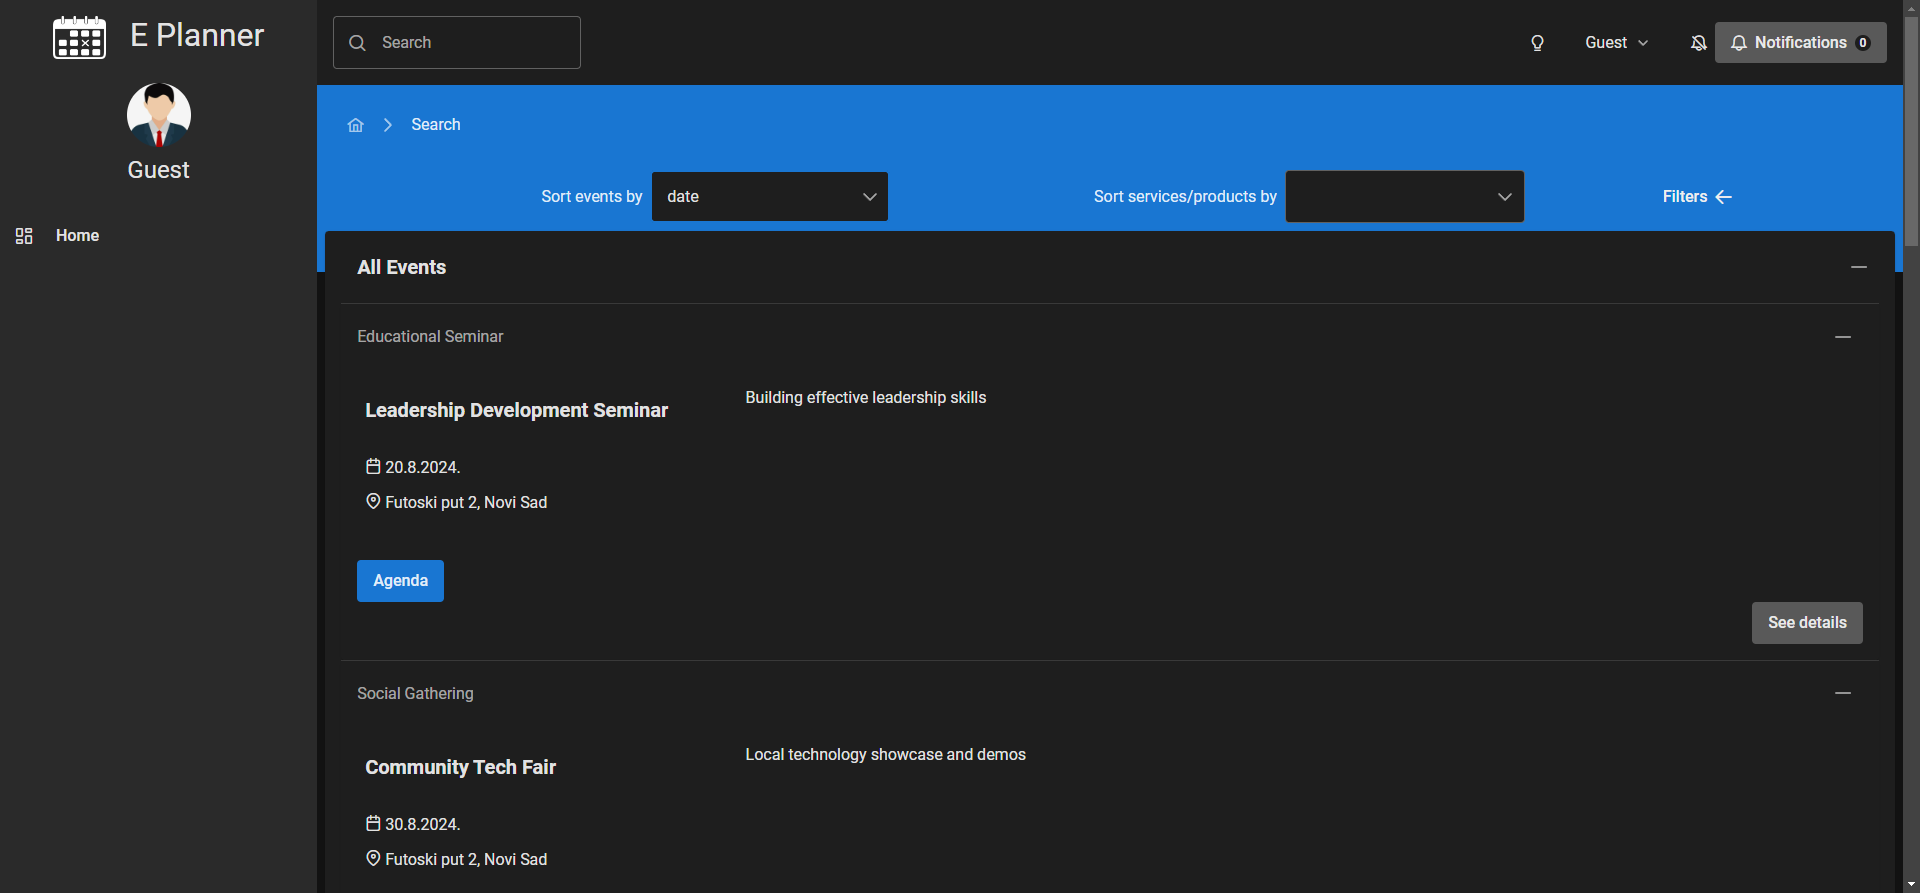 E Planner
Search
Guest
Notifications 0
Guest
Home
Search
Sort events by
date
Sort services/products by
Filters
All Events
Educational Seminar
Leadership Development Seminar
Building effective leadership skills
20.8.2024.
Futoski put 2, Novi Sad
Agenda
See details
Social Gathering
Community Tech Fair
Local technology showcase and demos
30.8.2024.
Futoski put 2, Novi Sad